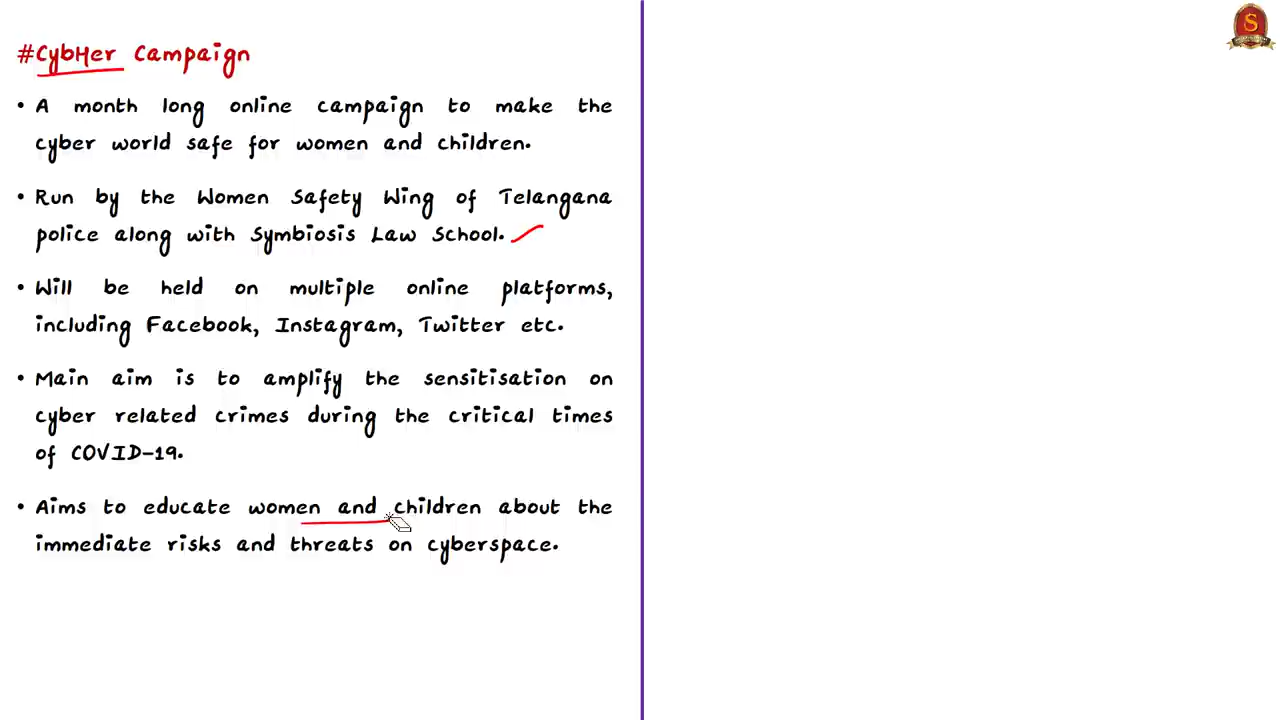 #CybHer Campaign
• A month long online campaign to make the
cyber world safe for women and children.
• Run by the Women Safety Wing of Telangana
police along with Symbiosis Law School.
• Will be held on multiple online platforms,
including Facebook, Instagram, Twitter etc.
• Main aim is to amplify the sensitisation on
cyber related crimes during the critical times
of COVID-19.
• Aims to educate women and children about the
immediate risks and threats on cyberspace.
S